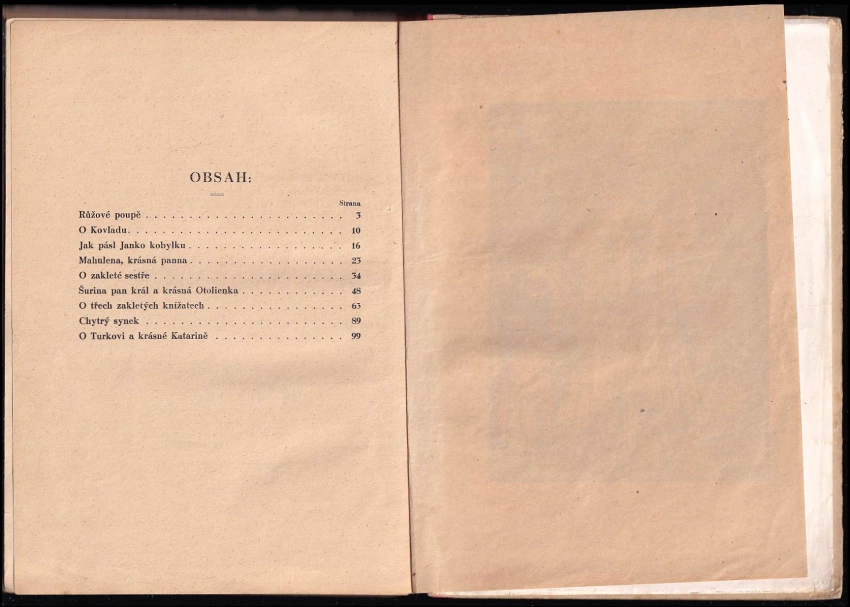 OBSAH:
Strana
Růžové poupě . . . . . . . . . . . . . . . . . . . . . . . 3
O Kovladu. . . . . . . . . . . . . . . . . . . . . . . . . 10
Jak pásl Janko kobylku . . . . . . . . . . . . . . . . . . 16
Mahulena, krásná panna . . . . . . . . . . . . . . . . . . 23
O zakleté sestře . . . . . . . . . . . . . . . . . . . . . 34
Šurina pan král a krásná Otolienka . . . . . . . . . . . . 48
O třech zakletých knížatech . . . . . . . . . . . . . . . 63
Chytrý synek . . . . . . . . . . . . . . . . . . . . . . . 89
O Turkovi a krásné Katarině . . . . . . . . . . . . . . . 99